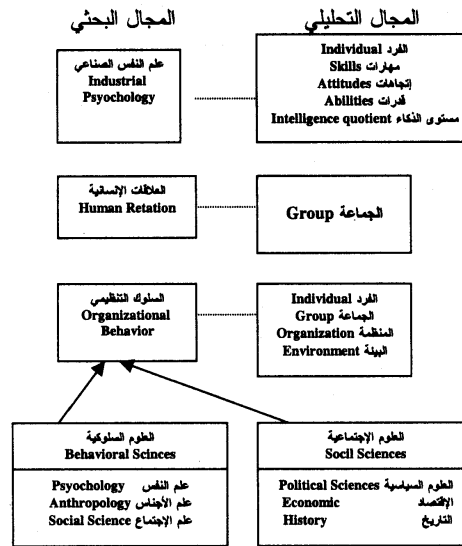 المجال التحليلي
المجال البحثي
الفرد Individual
مهارات Skills
إتجاهات Attitudes
قدرات Abilities
مستوى الذكاء Intelligence quotient
علم النفس الصناعي
Industrial
Psyochology
الجماعة Group
العلاقات الإنسانية
Human Retation
الفرد Individual
الجماعة Group
المنظمة Organization
البيئة Environment
السلوك التنظيمي
Organizational
Behavior
العلوم الإجتماعية
Socil Sciences
العلوم السياسية Political Sciences
الإقتصاد Economic
التاريخ History
العلوم السلوكية
Behavioral Scinces
علم النفس Psyochology
علم الأجناس Anthropology
علم الإجتماع Social Science